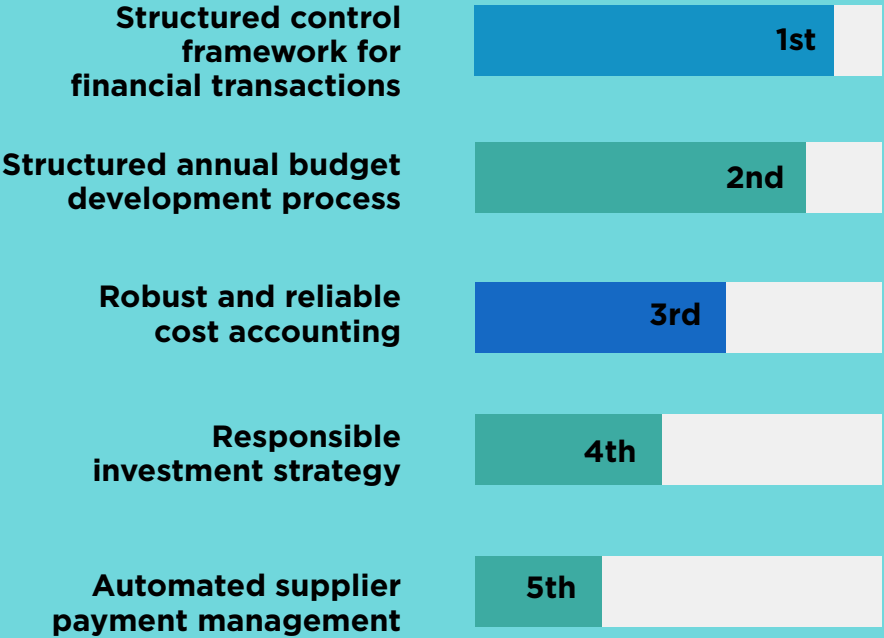 Structured control
framework for
financial transactions
1st
Structured annual budget
development process
2nd
Robust and reliable
cost accounting
3rd
Responsible
investment strategy
4th
Automated supplier
payment management
5th